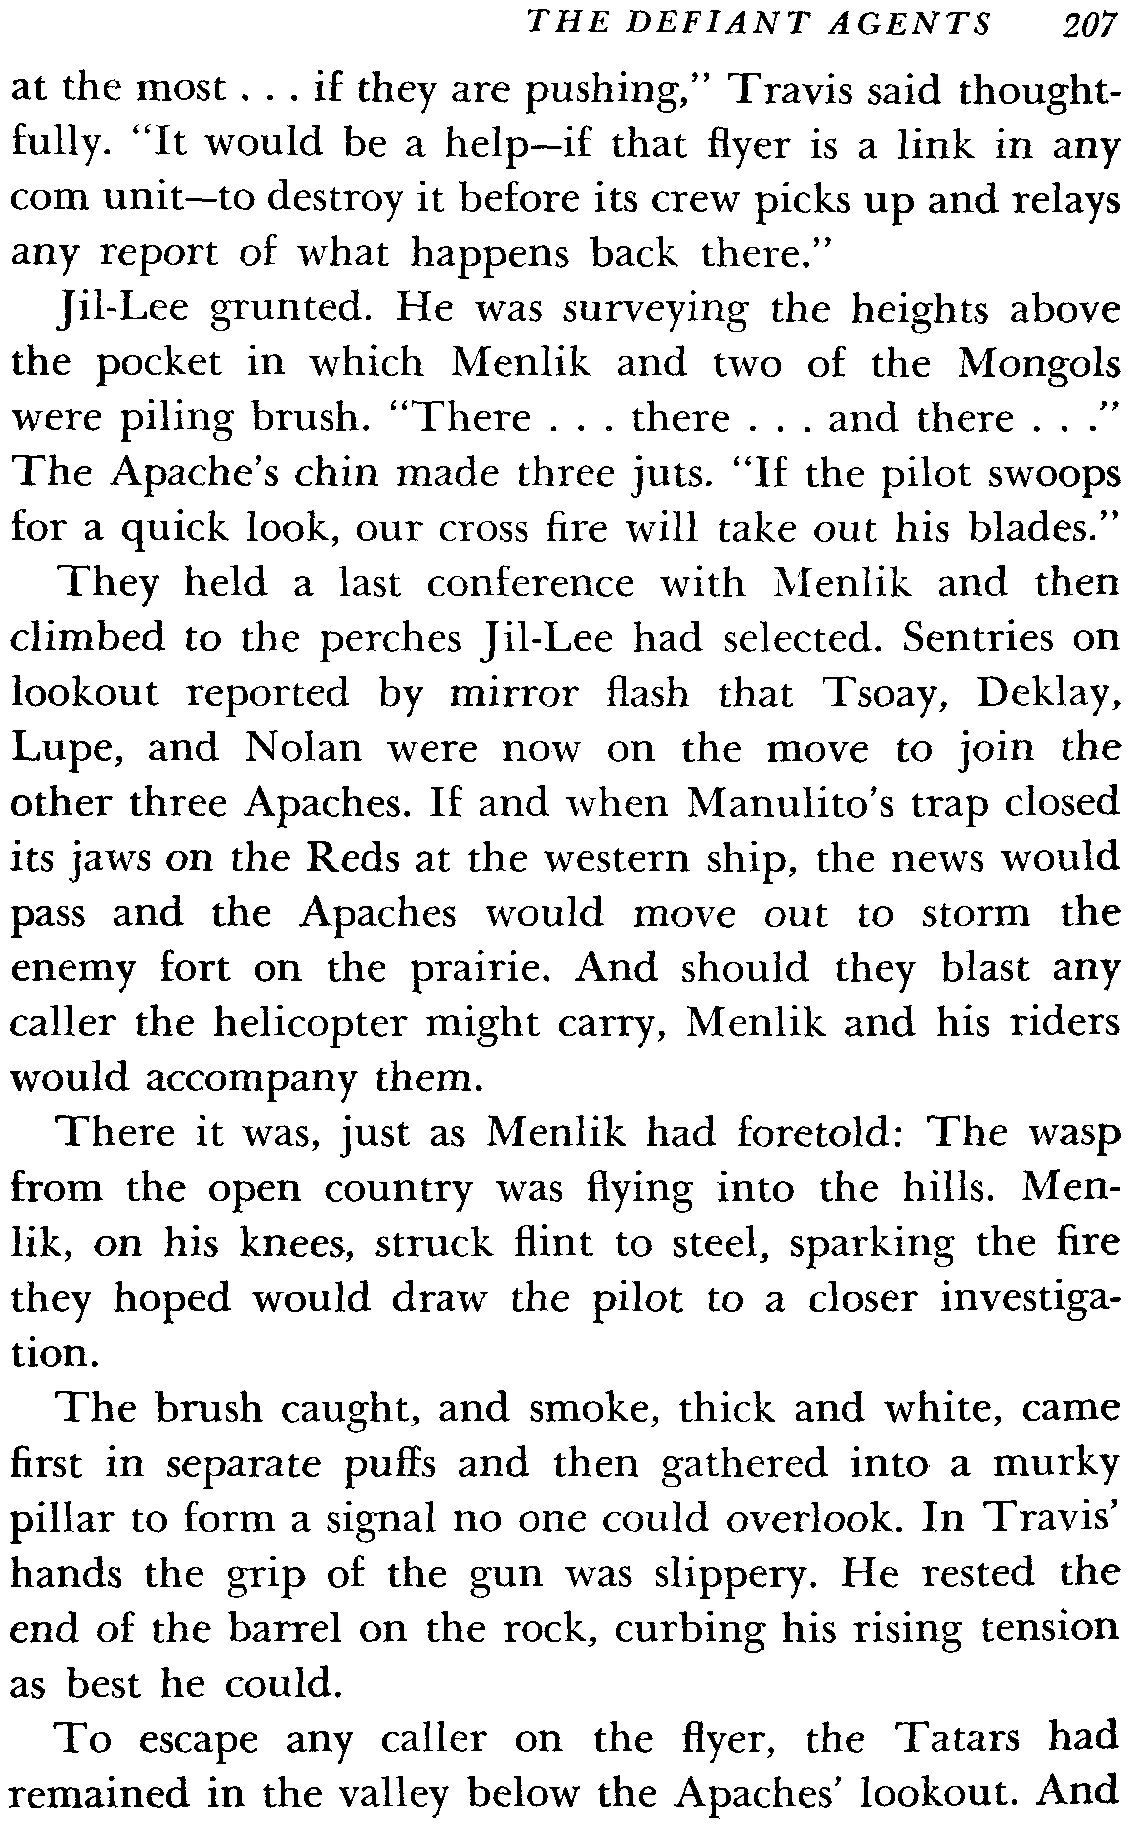 THE DEFIANT AGENTS 207
at the most . . . if they are pushing,” Travis said thought-
fully. “It would be a help—if that flyer is a link in any
com unit—to destroy it before its crew picks up and relays
any report of what happens back there.”
Jil-Lee grunted. He was surveying the heights above
the pocket in which Menlik and two of the Mongols
were piling brush. “There . . . there . . . and there . . .”
The Apache’s chin made three juts. “If the pilot swoops
for a quick look, our cross fire will take out his blades.”
They held a last conference with Menlik and then
climbed to the perches Jil-Lee had selected. Sentries on
lookout reported by mirror flash that Tsoay, Deklay,
Lupe, and Nolan were now on the move to join the
other three Apaches. If and when Manulito’s trap closed
its jaws on the Reds at the western ship, the news would
pass and the Apaches would move out to storm the
enemy fort on the prairie. And should they blast any
caller the helicopter might carry, Menlik and his riders
would accompany them.
There it was, just as Menlik had foretold: The wasp
from the open country was flying into the hills. Men-
lik, on his knees, struck flint to steel, sparking the fire
they hoped would draw the pilot to a closer investiga-
tion.
The brush caught, and smoke, thick and white, came
first in separate puffs and then gathered into a murky
pillar to form a signal no one could overlook. In Travis’
hands the grip of the gun was slippery. He rested the
end of the barrel on the rock, curbing his rising tension
as best he could.
To escape any caller on the flyer, the Tatars had
remained in the valley below the Apaches’ lookout. And